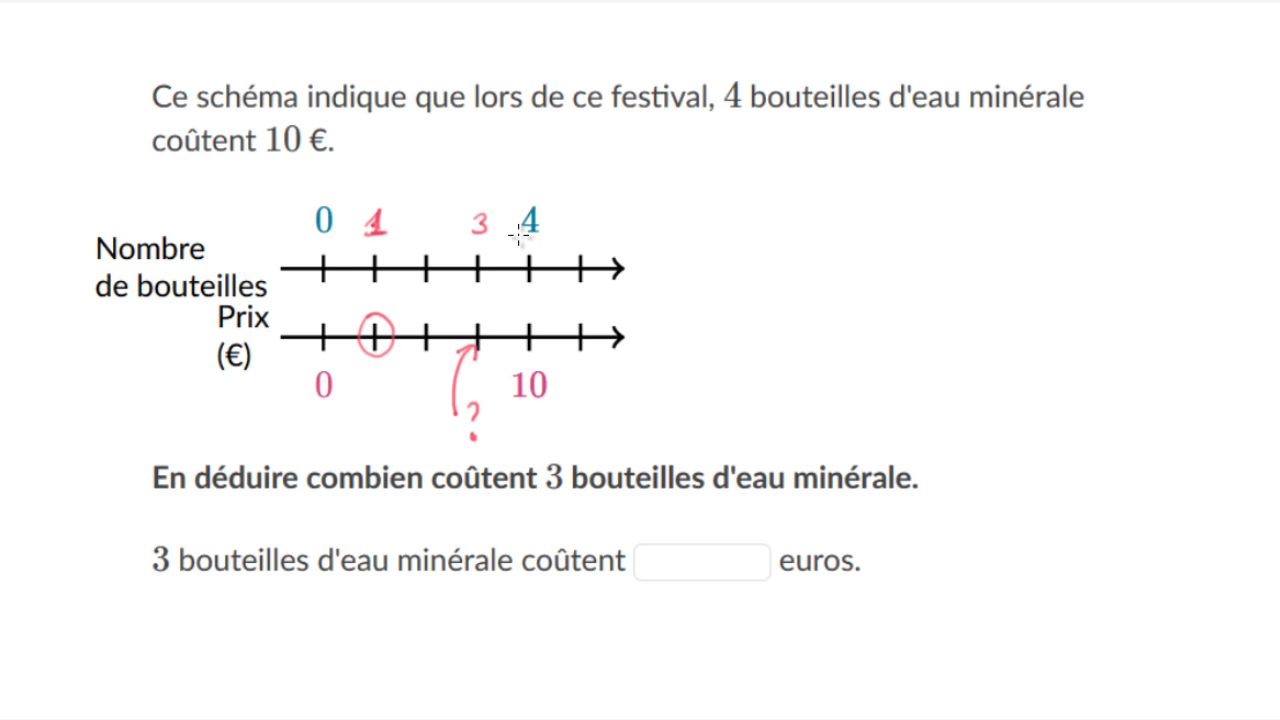 Ce schéma indique que lors de ce festival, 4 bouteilles d'eau minérale
coûtent 10 €.
0 1 3 4
Nombre
de bouteilles
Prix
(€)
0 10
?
En déduire combien coûtent 3 bouteilles d'eau minérale.
3 bouteilles d'eau minérale coûtent euros.